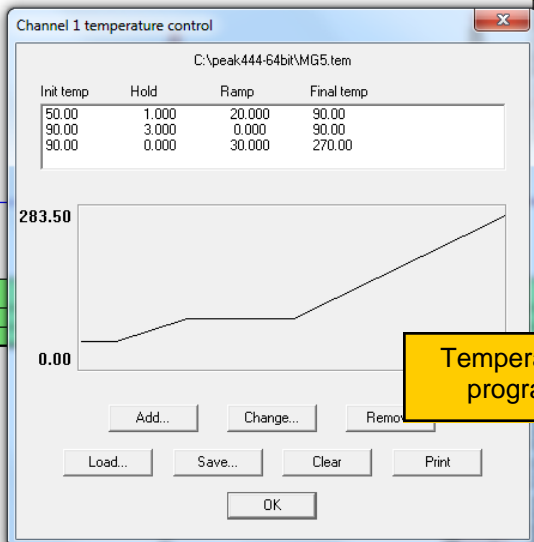 Channel 1 temperature control
C:\peak444-64bit\MG5.tem
Init temp Hold Ramp Final temp
50.00 1.000 20.000 90.00
90.00 3.000 0.000 90.00
90.00 0.000 30.000 270.00
283.50
0.00
Add... Change...
Load... Save... Clear Print
OK